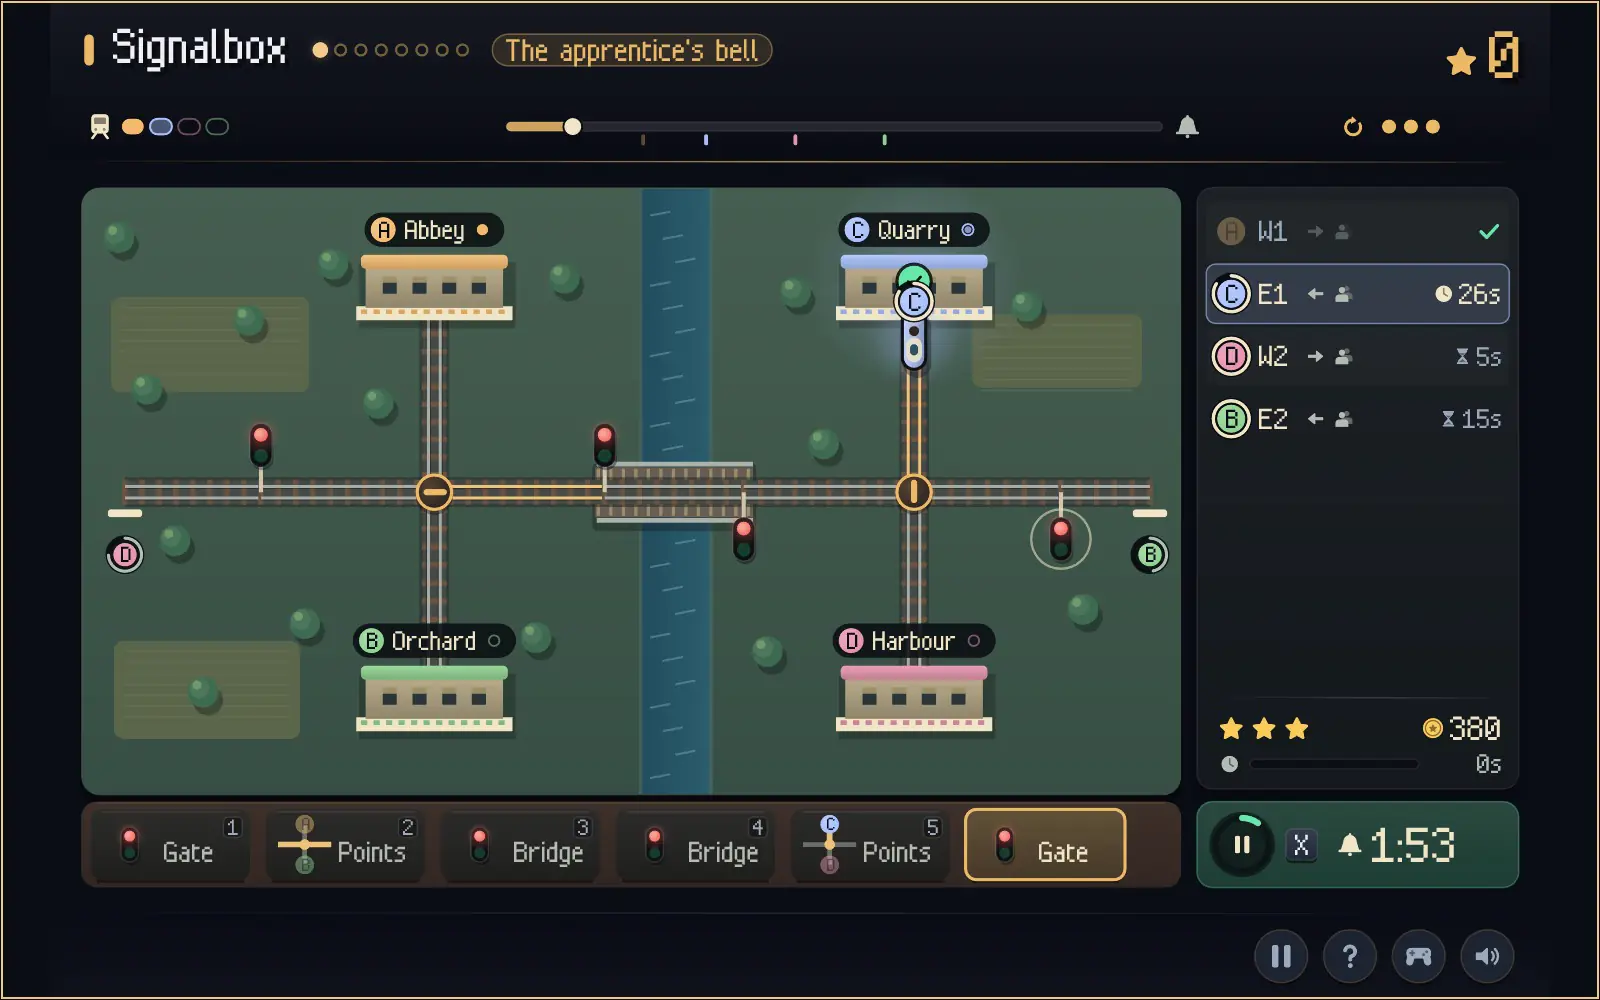 Signalbox
The apprentice's bell
0
A Abbey
C Quarry
C
D
B
B Orchard
D Harbour
A W1
C E1 26s
D W2 5s
B E2 15s
380
0s
Gate 1
A B Points 2
Bridge 3
Bridge 4
C D Points 5
Gate
X 1:53
?